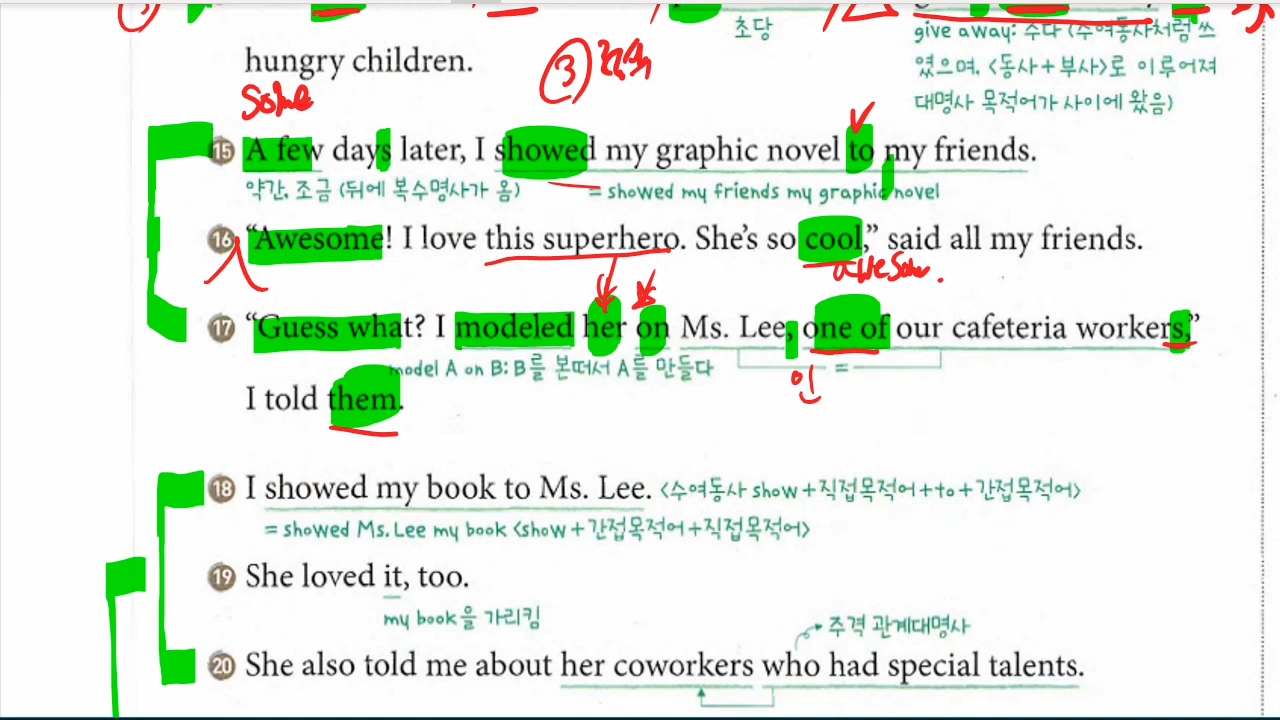 초당
give away: 주다 (수여동사처럼 쓰
였으며, <동사+부사>로 이루어져
대명사 목적어가 사이에 왔음)
hungry children.
③
15 A few days later, I showed my graphic novel to my friends.
약간, 조금 (뒤에 복수명사가 옴)
= showed my friends my graphic novel
16 “Awesome! I love this superhero. She’s so cool,” said all my friends.
17 “Guess what? I modeled her on Ms. Lee, one of our cafeteria workers,”
model A on B: B를 본떠서 A를 만들다
=
I told them.
18 I showed my book to Ms. Lee. <수여동사 show+직접목적어+to+간접목적어>
= showed Ms. Lee my book <show+간접목적어+직접목적어>
19 She loved it, too.
my book을 가리킴
주격 관계대명사
20 She also told me about her coworkers who had special talents.